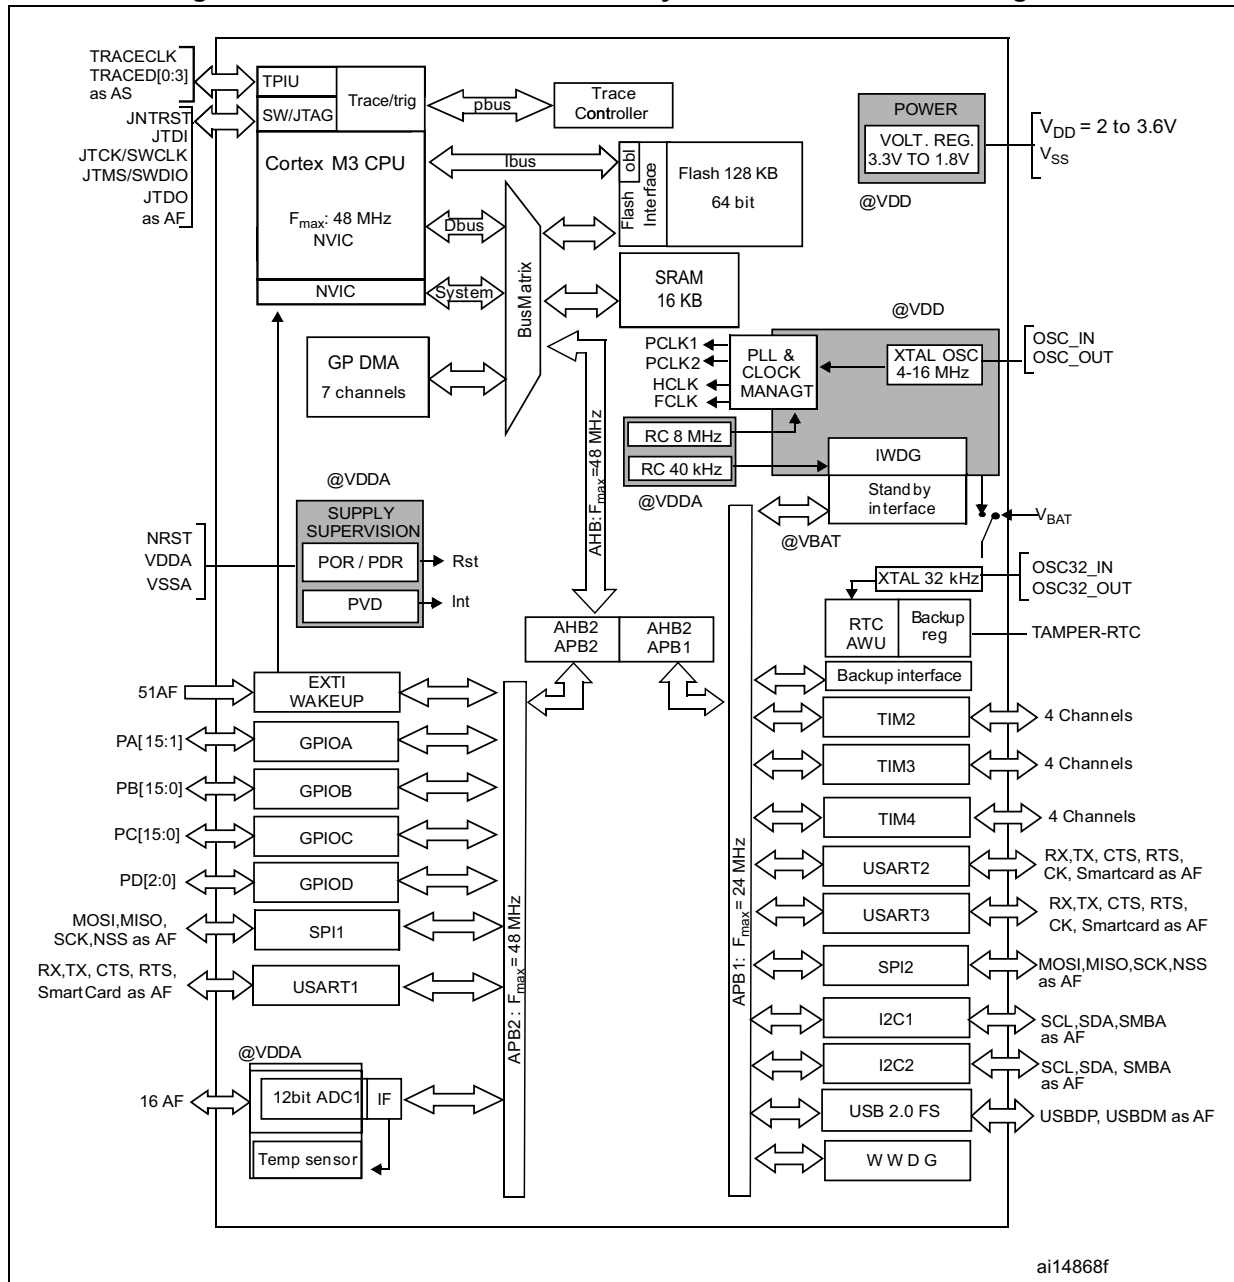 TRACECLK
TRACED[0:3]
as AS
JNTRST
JTDI
JTCK/SWCLK
JTMS/SWDIO
JTDO
as AF
TPIU
SW/JTAG
Trace/trig
pbus
Trace
Controller
Cortex M3 CPU
Fmax: 48 MHz
NVIC
NVIC
Ibus
Dbus
System
BusMatrix
Flash obl
Interface
Flash 128 KB
64 bit
SRAM
16 KB
POWER
VOLT. REG.
3.3V TO 1.8V
@VDD
VDD = 2 to 3.6V
VSS
GP DMA
7 channels
PCLK1
PCLK2
HCLK
FCLK
PLL &
CLOCK
MANAGT
@VDD
XTAL OSC
4-16 MHz
OSC_IN
OSC_OUT
RC 8 MHz
RC 40 kHz
@VDDA
IWDG
Stand by
interface
@VBAT
VBAT
AHB: Fmax=48 MHz
@VDDA
SUPPLY
SUPERVISION
POR / PDR
PVD
Rst
Int
NRST
VDDA
VSSA
XTAL 32 kHz
OSC32_IN
OSC32_OUT
RTC
AWU
Backup
reg
TAMPER-RTC
Backup interface
AHB2
APB2
AHB2
APB1
51AF
EXTI
WAKEUP
PA[15:1]
GPIOA
PB[15:0]
GPIOB
PC[15:0]
GPIOC
PD[2:0]
GPIOD
MOSI,MISO,
SCK,NSS as AF
SPI1
RX,TX, CTS, RTS,
SmartCard as AF
USART1
@VDDA
16 AF
12bit ADC1
IF
Temp sensor
APB2 : Fmax = 48 MHz
APB1: Fmax = 24 MHz
TIM2
4 Channels
TIM3
4 Channels
TIM4
4 Channels
USART2
RX,TX, CTS, RTS,
CK, Smartcard as AF
USART3
RX,TX, CTS, RTS,
CK, Smartcard as AF
SPI2
MOSI,MISO,SCK,NSS
as AF
I2C1
SCL,SDA,SMBA
as AF
I2C2
SCL,SDA, SMBA
as AF
USB 2.0 FS
USBDP, USBDM as AF
W W D G
ai14868f